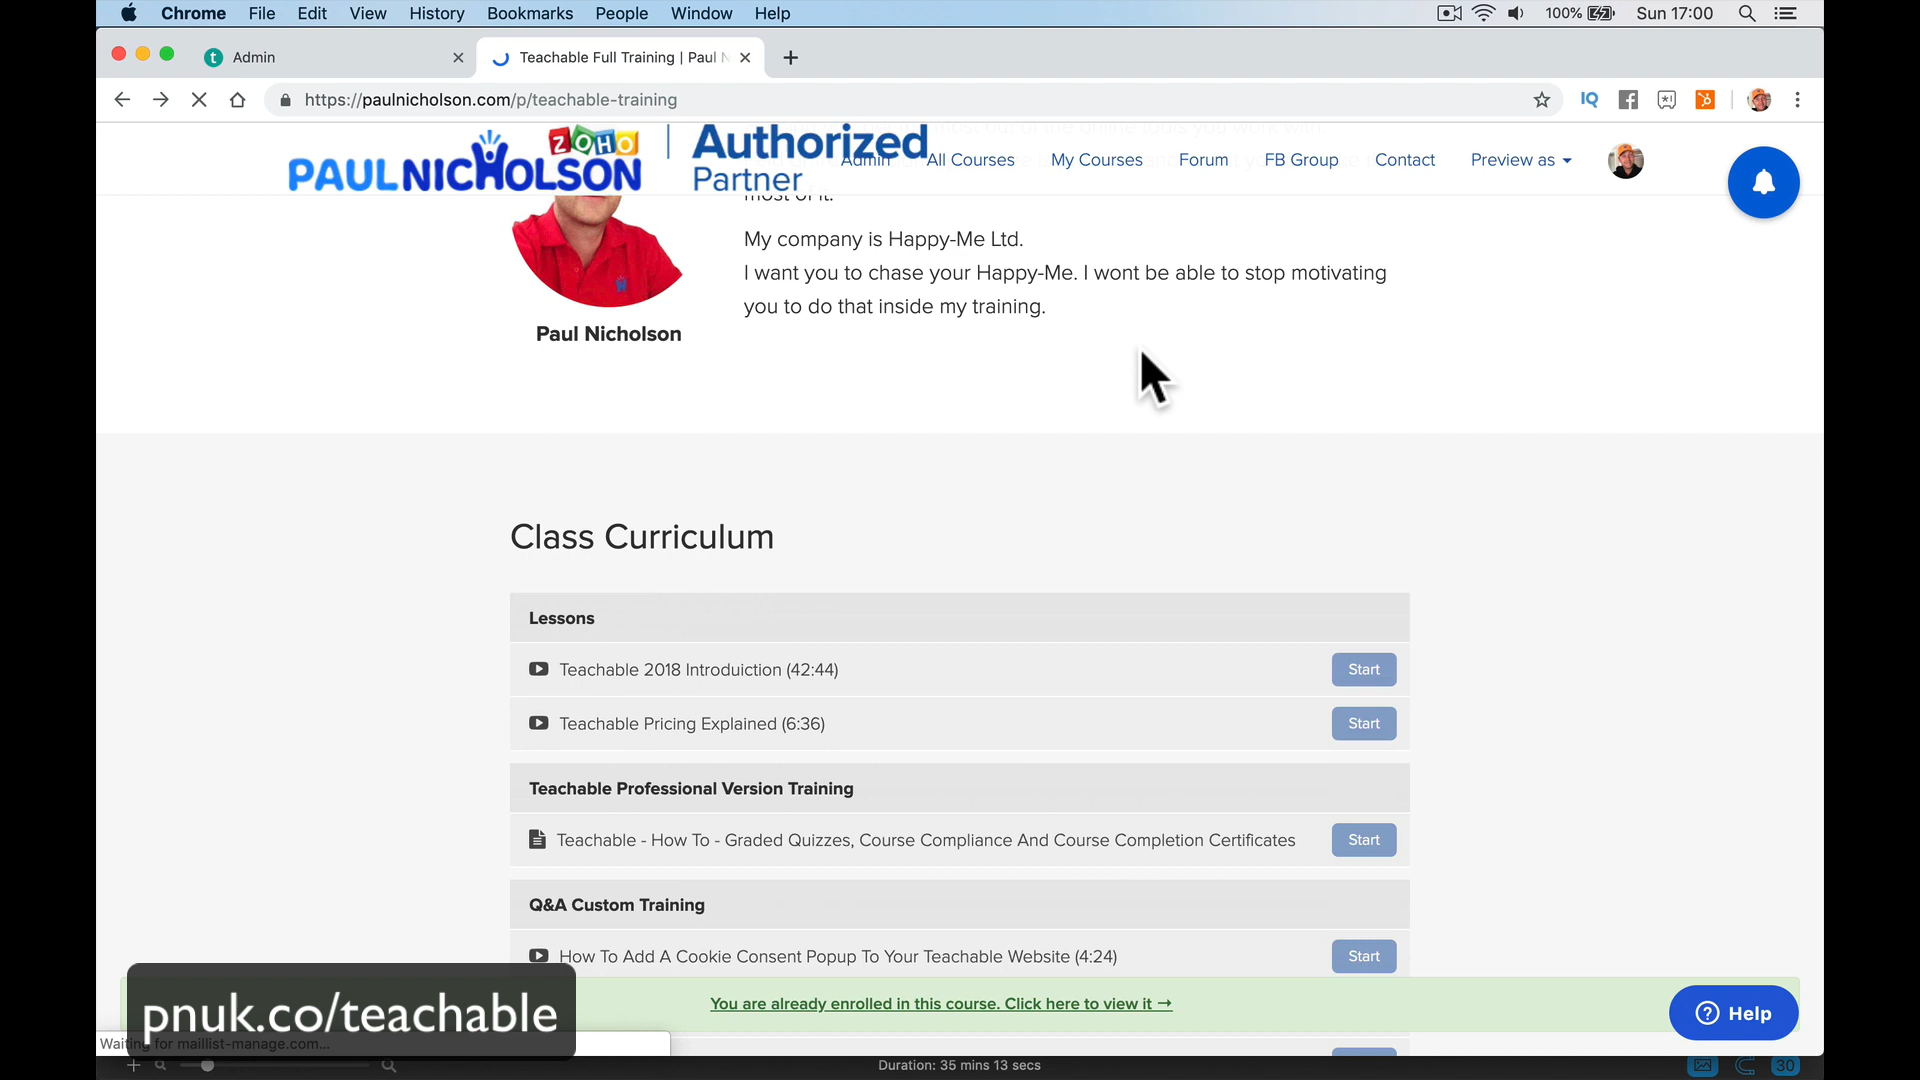 Chrome File Edit View History Bookmarks People Window Help 100% Sun 17:00
Admin Teachable Full Training | Paul N
https://paulnicholson.com/p/teachable-training IQ
PAULNICHOLSON ZOHO Authorized Partner
Admin All Courses My Courses Forum FB Group Contact Preview as
most of it.
My company is Happy-Me Ltd.
I want you to chase your Happy-Me. I wont be able to stop motivating
you to do that inside my training.
Paul Nicholson
Class Curriculum
Lessons
Teachable 2018 Introduiction (42:44) Start
Teachable Pricing Explained (6:36) Start
Teachable Professional Version Training
Teachable - How To - Graded Quizzes, Course Compliance And Course Completion Certificates Start
Q&A Custom Training
How To Add A Cookie Consent Popup To Your Teachable Website (4:24) Start
You are already enrolled in this course. Click here to view it →
Help
pnuk.co/teachable
Waiting for maillist-manage.com...
Duration: 35 mins 13 secs
30